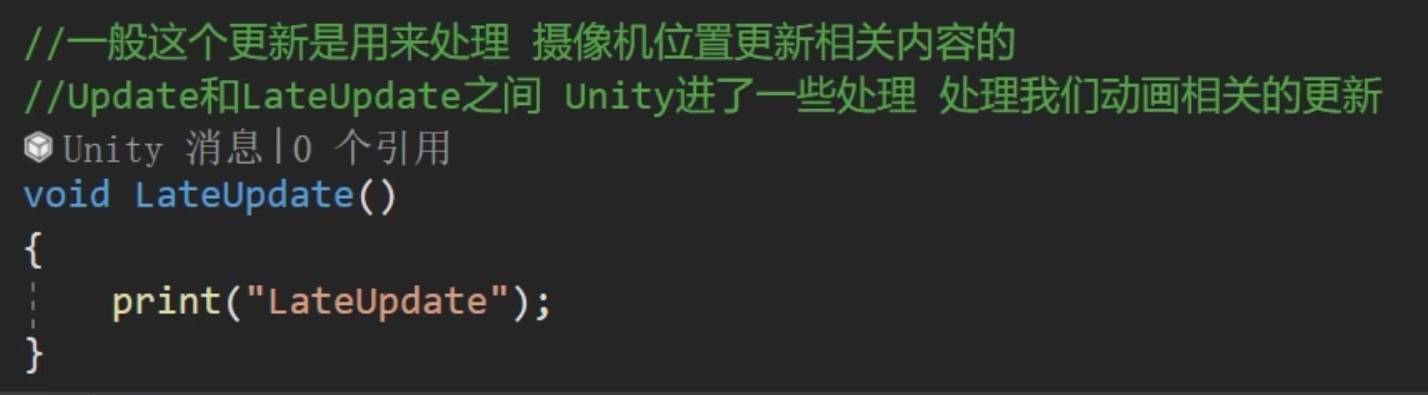 //一般这个更新是用来处理 摄像机位置更新相关内容的
//Update和LateUpdate之间 Unity进了一些处理 处理我们动画相关的更新
Unity 消息|0 个引用
void LateUpdate()
{
    print("LateUpdate");
}